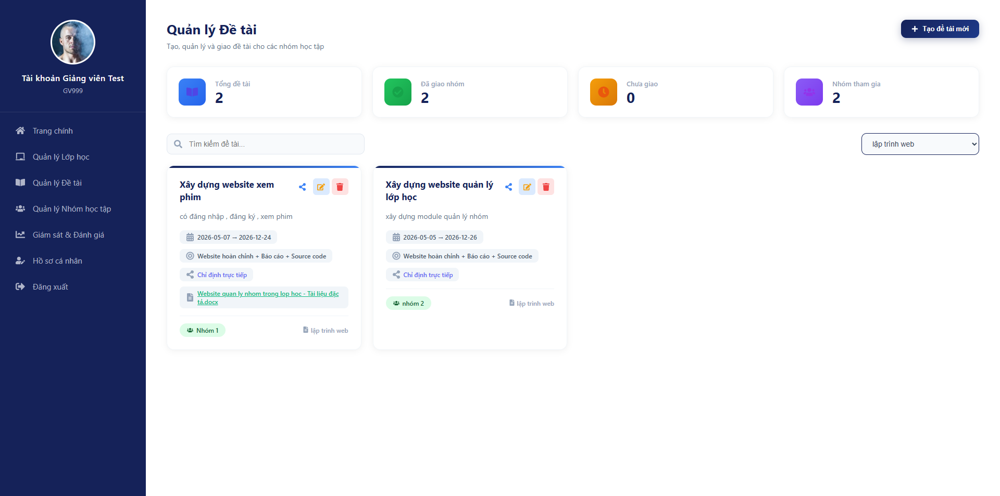 Tài khoản Giảng viên Test
GV999
Trang chính
Quản lý Lớp học
Quản lý Đề tài
Quản lý Nhóm học tập
Giám sát & Đánh giá
Hồ sơ cá nhân
Đăng xuất
Quản lý Đề tài
Tạo, quản lý và giao đề tài cho các nhóm học tập
Tạo đề tài mới
Tổng đề tài
2
Đã giao nhóm
2
Chưa giao
0
Nhóm tham gia
2
Tìm kiếm đề tài...
lập trình web
Xây dựng website xem
phim
có đăng nhập , đăng ký , xem phim
2026-05-07 → 2026-12-24
Website hoàn chỉnh + Báo cáo + Source code
Chỉ định trực tiếp
Website quan ly nhom trong lop hoc - Tài liệu đặc
tả.docx
Nhóm 1
lập trình web
Xây dựng website quản lý
lớp học
xây dựng module quản lý nhóm
2026-05-05 → 2026-12-26
Website hoàn chỉnh + Báo cáo + Source code
Chỉ định trực tiếp
nhóm 2
lập trình web